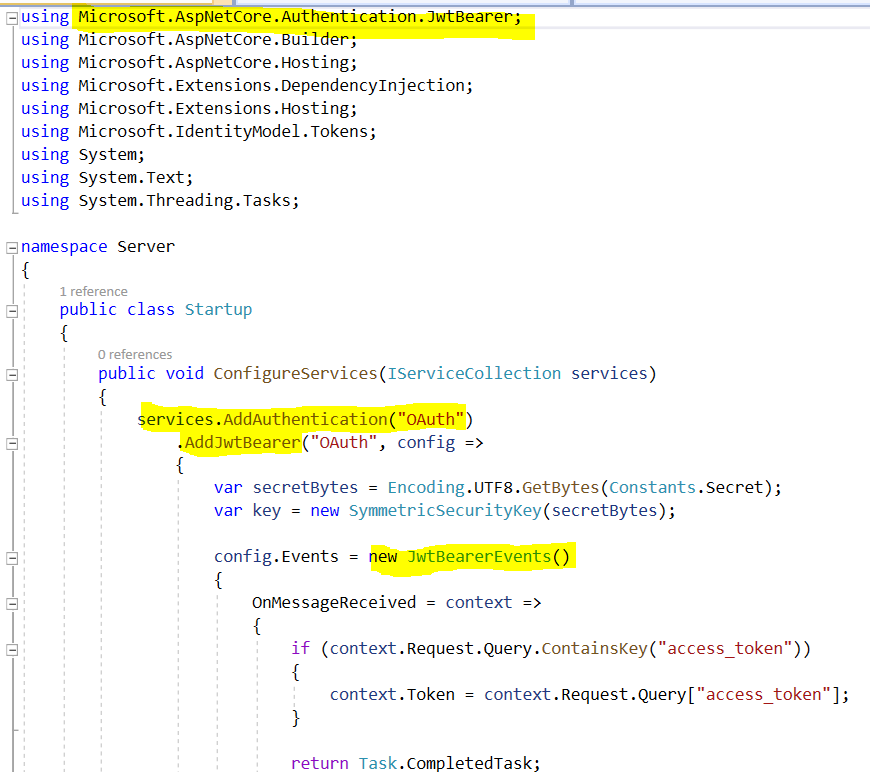 using Microsoft.AspNetCore.Authentication.JwtBearer;
using Microsoft.AspNetCore.Builder;
using Microsoft.AspNetCore.Hosting;
using Microsoft.Extensions.DependencyInjection;
using Microsoft.Extensions.Hosting;
using Microsoft.IdentityModel.Tokens;
using System;
using System.Text;
using System.Threading.Tasks;
namespace Server
{
1 reference
public class Startup
{
0 references
public void ConfigureServices(IServiceCollection services)
{
services.AddAuthentication("OAuth")
.AddJwtBearer("OAuth", config =>
{
var secretBytes = Encoding.UTF8.GetBytes(Constants.Secret);
var key = new SymmetricSecurityKey(secretBytes);
config.Events = new JwtBearerEvents()
{
OnMessageReceived = context =>
{
if (context.Request.Query.ContainsKey("access_token"))
{
context.Token = context.Request.Query["access_token"];
}
return Task.CompletedTask;